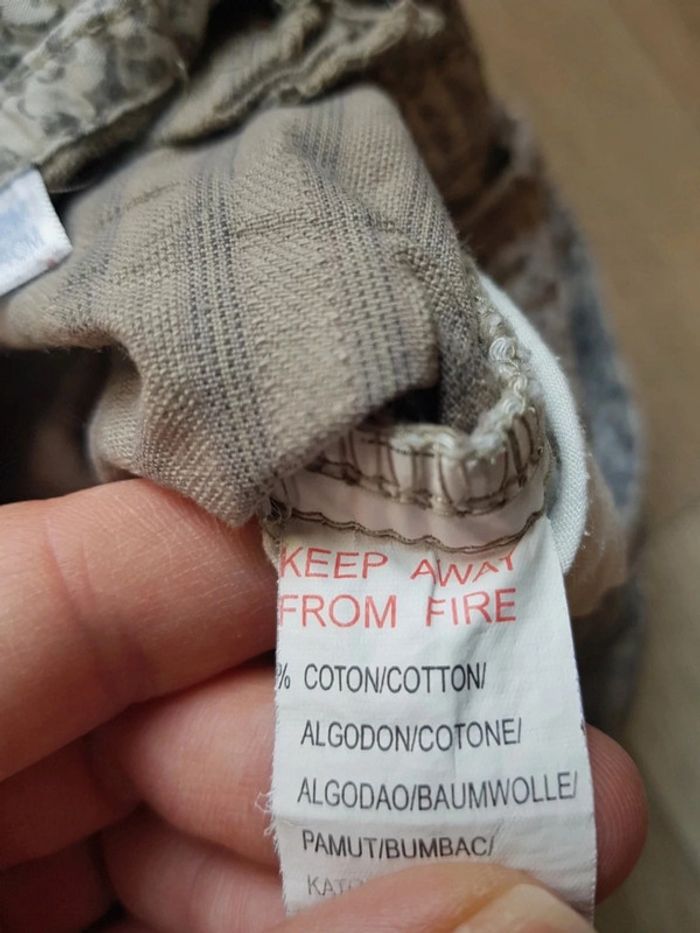 KEEP AWAY
FROM FIRE
% COTON/COTTON/
ALGODON/COTONE/
ALGODAO/BAUMWOLLE/
PAMUT/BUMBAC/